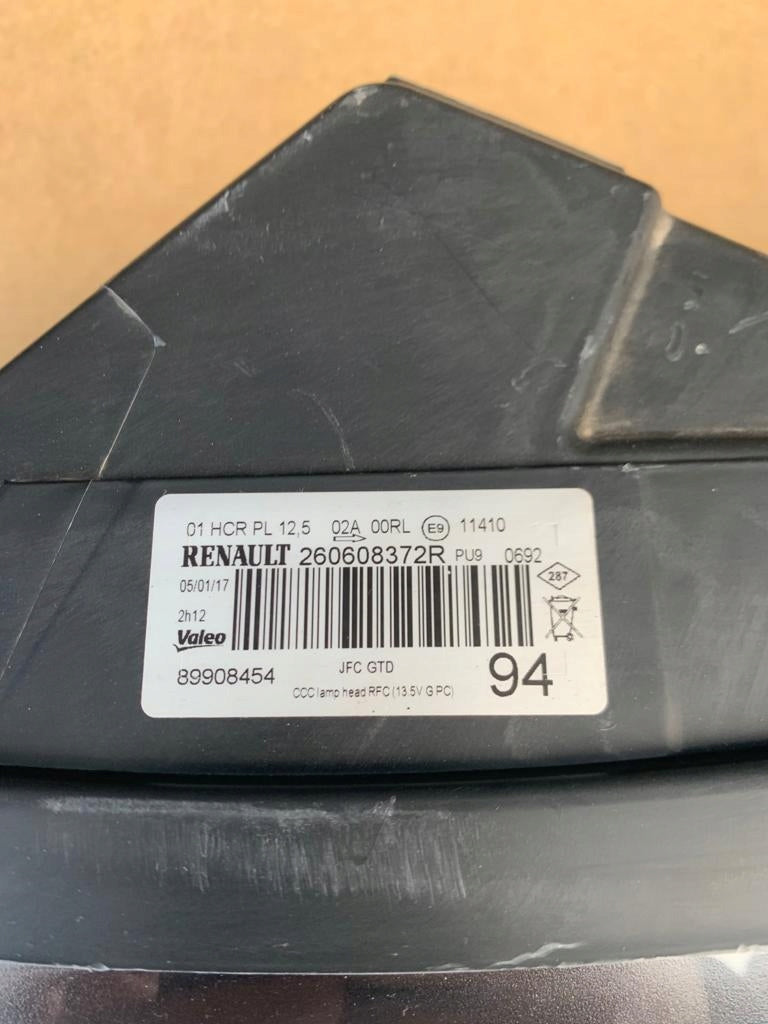 01 HCR PL 12,5 02A 00RL E9 11410
RENAULT 260608372R PU9 0692
05/01/17
287
2h12
Valeo
89908454 JFC GTD 94
CCC lamp head RFC (13.5V G PC)